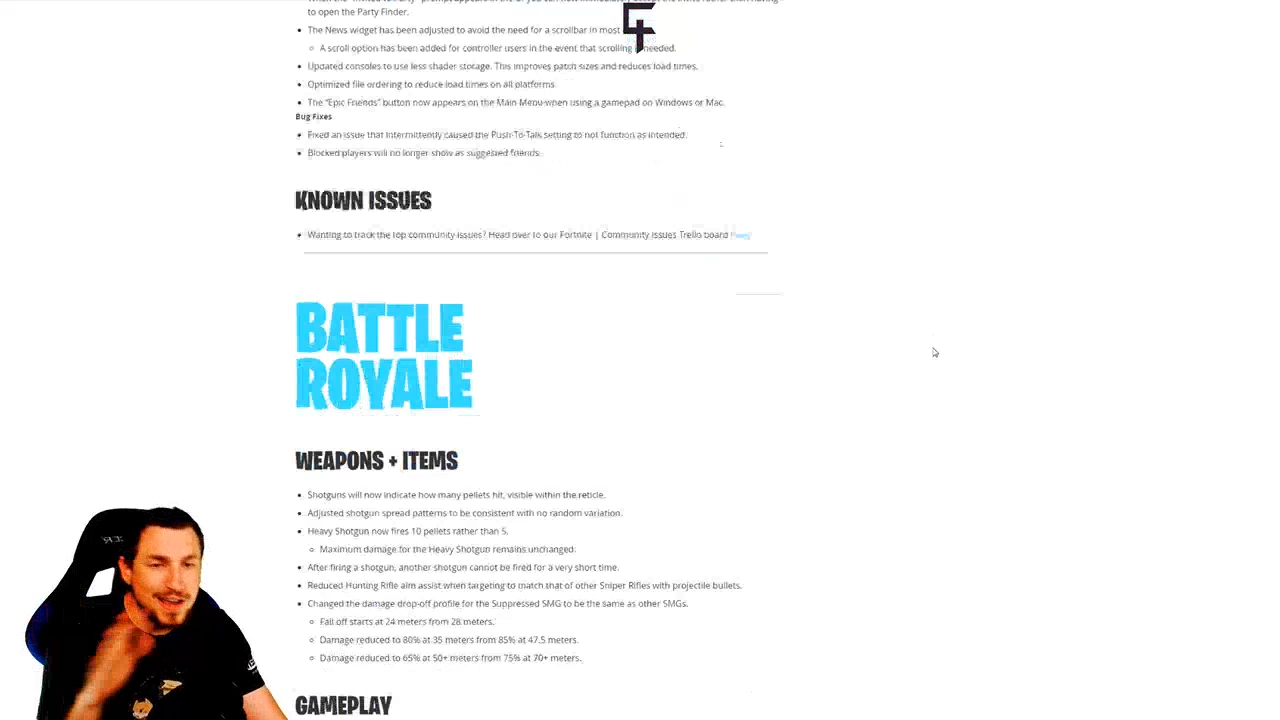 to open the Party Finder.
The News widget has been adjusted to avoid the need for a scrollbar in most
A scroll option has been added for controller users in the event that scrolling is needed.
Updated consoles to use less shader storage. This improves patch sizes and reduces load times.
Optimized file ordering to reduce load times on all platforms.
The "Epic Friends" button now appears on the Main Menu when using a gamepad on Windows or Mac.
Bug Fixes
Fixed an issue that intermittently caused the Push-To-Talk setting to not function as intended.
Blocked players will no longer show as suggested friends.
KNOWN ISSUES
Wanting to track the top community issues? Head over to our Fortnite | Community Issues Trello board
BATTLE
ROYALE
WEAPONS + ITEMS
Shotguns will now indicate how many pellets hit, visible within the reticle.
Adjusted shotgun spread patterns to be consistent with no random variation.
Heavy Shotgun now fires 10 pellets rather than 5.
Maximum damage for the Heavy Shotgun remains unchanged.
After firing a shotgun, another shotgun cannot be fired for a very short time.
Reduced Hunting Rifle aim assist when targeting to match that of other Sniper Rifles with projectile bullets.
Changed the damage drop-off profile for the Suppressed SMG to be the same as other SMGs.
Fall off starts at 24 meters from 28 meters.
Damage reduced to 80% at 35 meters from 85% at 47.5 meters.
Damage reduced to 65% at 50+ meters from 75% at 70+ meters.
GAMEPLAY